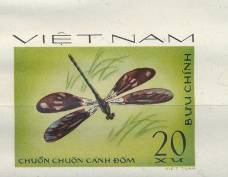 VIỆT NAM
BƯU CHÍNH
20
XU
CHUỒN CHUỒN CÁNH ĐỐM